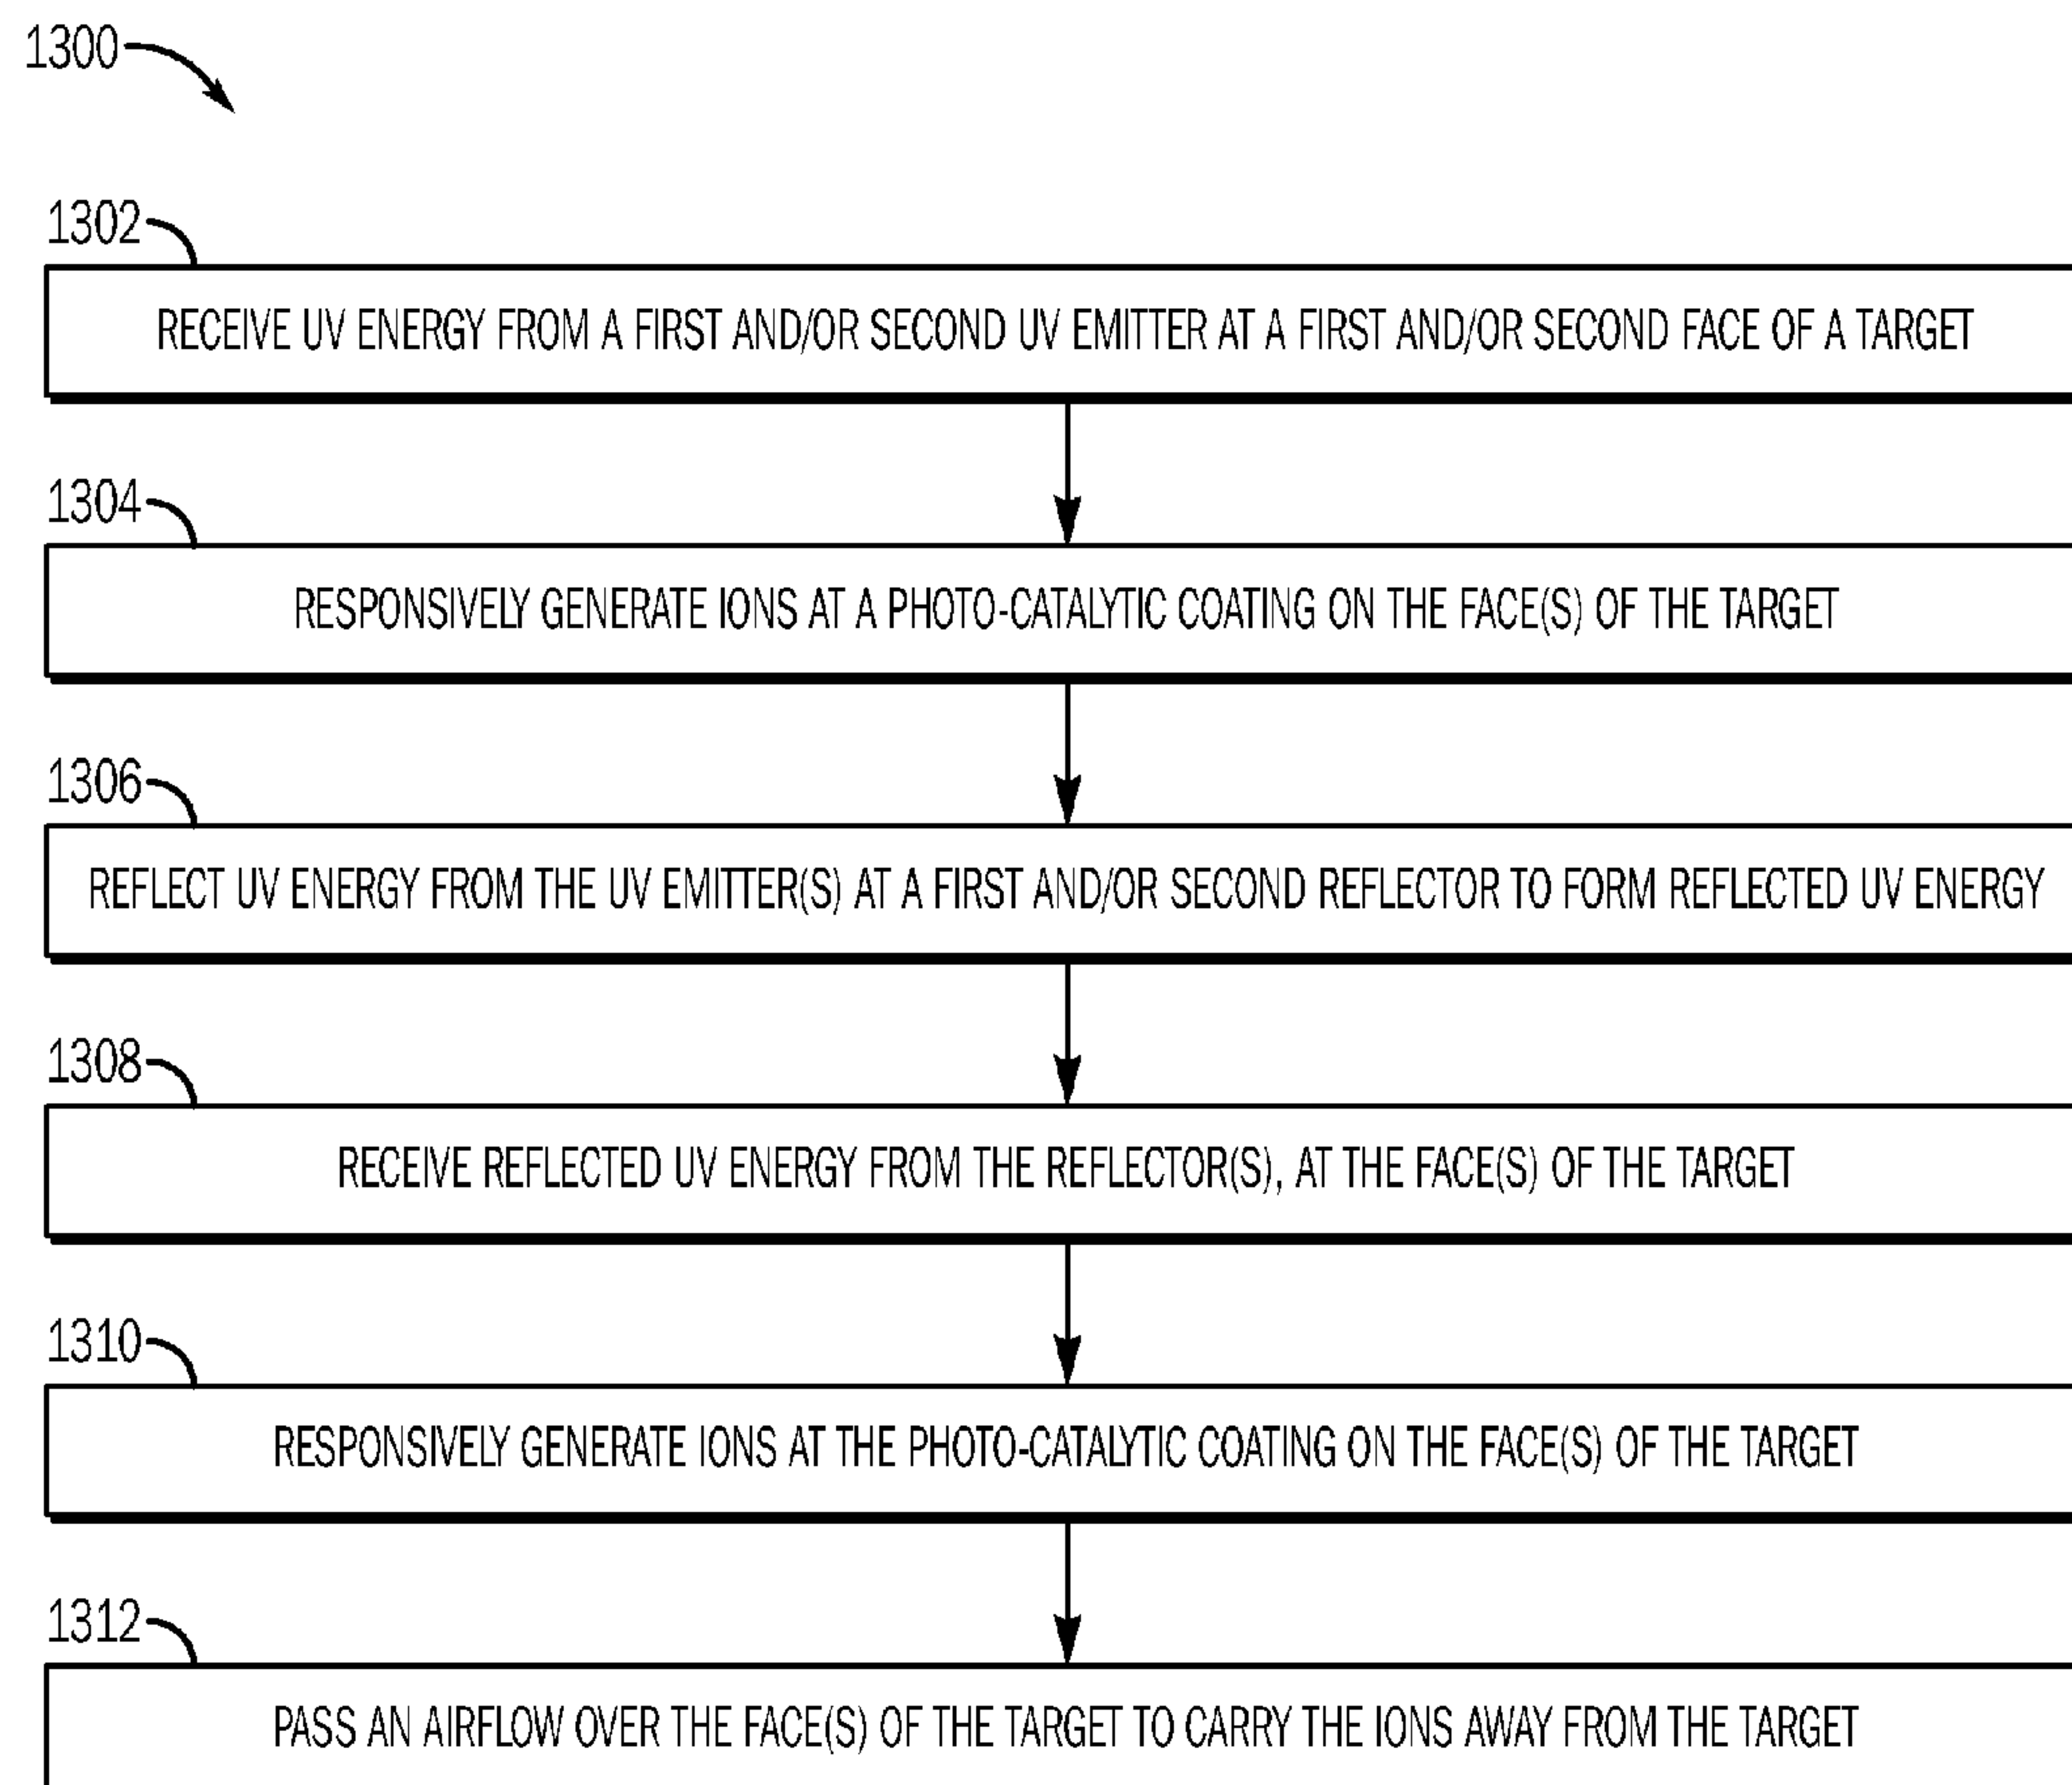 1300
1302
RECEIVE UV ENERGY FROM A FIRST AND/OR SECOND UV EMITTER AT A FIRST AND/OR SECOND FACE OF A TARGET
1304
RESPONSIVELY GENERATE IONS AT A PHOTO-CATALYTIC COATING ON THE FACE(S) OF THE TARGET
1306
REFLECT UV ENERGY FROM THE UV EMITTER(S) AT A FIRST AND/OR SECOND REFLECTOR TO FORM REFLECTED UV ENERGY
1308
RECEIVE REFLECTED UV ENERGY FROM THE REFLECTOR(S), AT THE FACE(S) OF THE TARGET
1310
RESPONSIVELY GENERATE IONS AT THE PHOTO-CATALYTIC COATING ON THE FACE(S) OF THE TARGET
1312
PASS AN AIRFLOW OVER THE FACE(S) OF THE TARGET TO CARRY THE IONS AWAY FROM THE TARGET